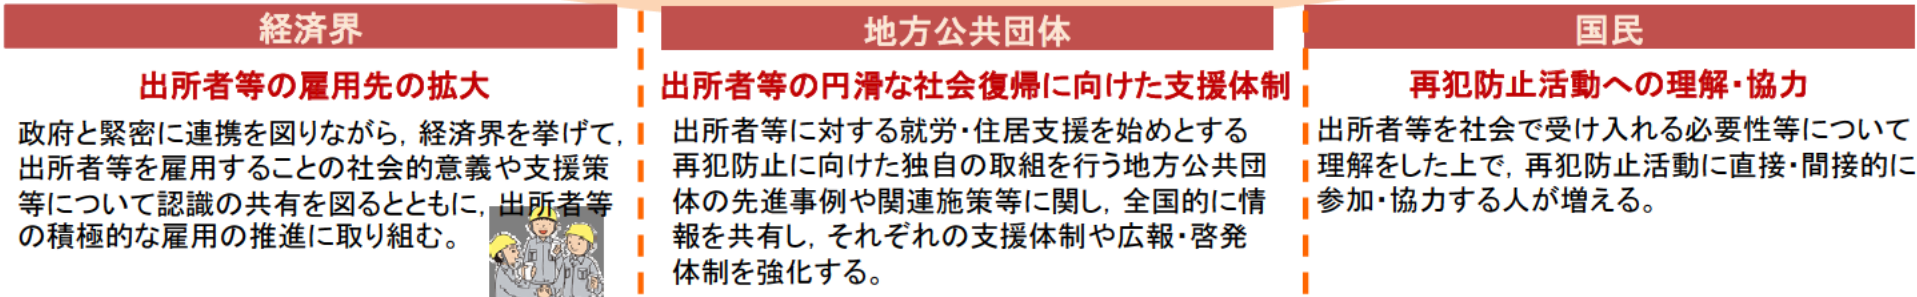 経済界
出所者等の雇用先の拡大
政府と緊密に連携を図りながら，経済界を挙げて，
出所者等を雇用することの社会的意義や支援策
等について認識の共有を図るとともに，出所者等
の積極的な雇用の推進に取り組む。
地方公共団体
出所者等の円滑な社会復帰に向けた支援体制
出所者等に対する就労・住居支援を始めとする
再犯防止に向けた独自の取組を行う地方公共団
体の先進事例や関連施策等に関し，全国的に情
報を共有し，それぞれの支援体制や広報・啓発
体制を強化する。
国民
再犯防止活動への理解・協力
出所者等を社会で受け入れる必要性等について
理解をした上で，再犯防止活動に直接・間接的に
参加・協力する人が増える。